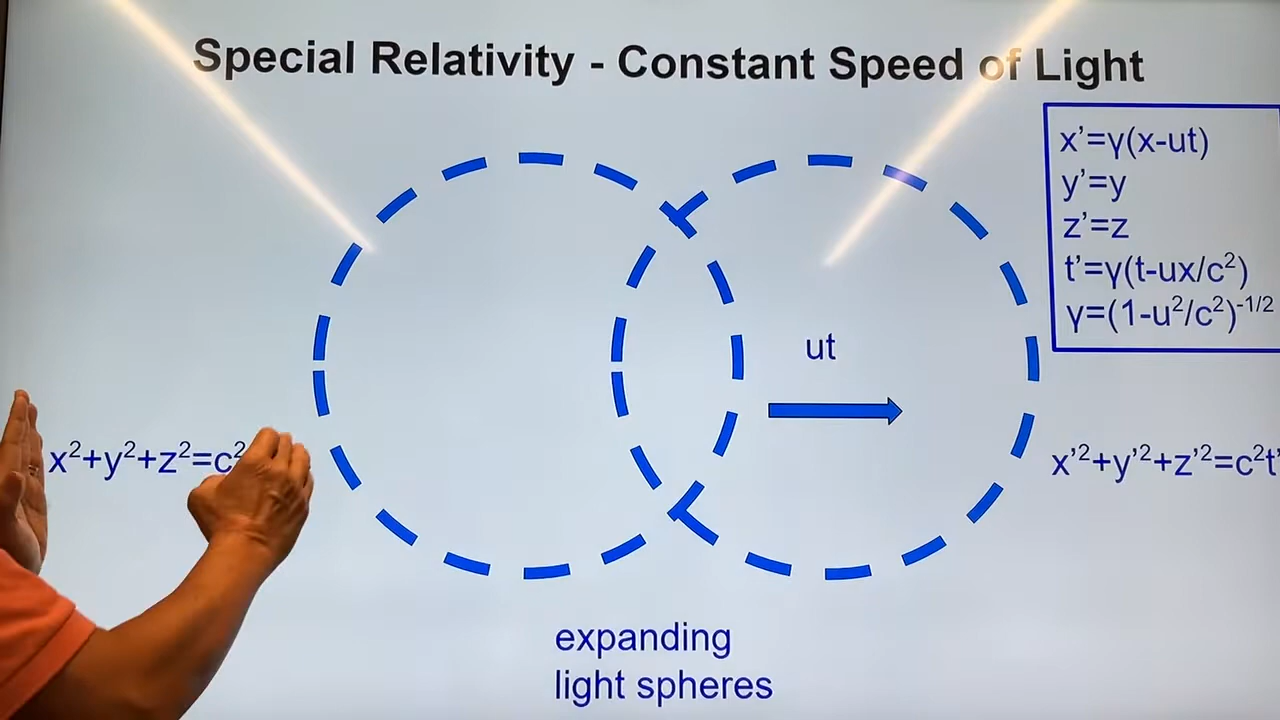 Special Relativity - Constant Speed of Light
x’=γ(x-ut)
y’=y
z’=z
t’=γ(t-ux/c²)
γ=(1-u²/c²)⁻¹/²
ut
x²+y²+z²=c²
x’²+y’²+z’²=c²t’
expanding
light spheres